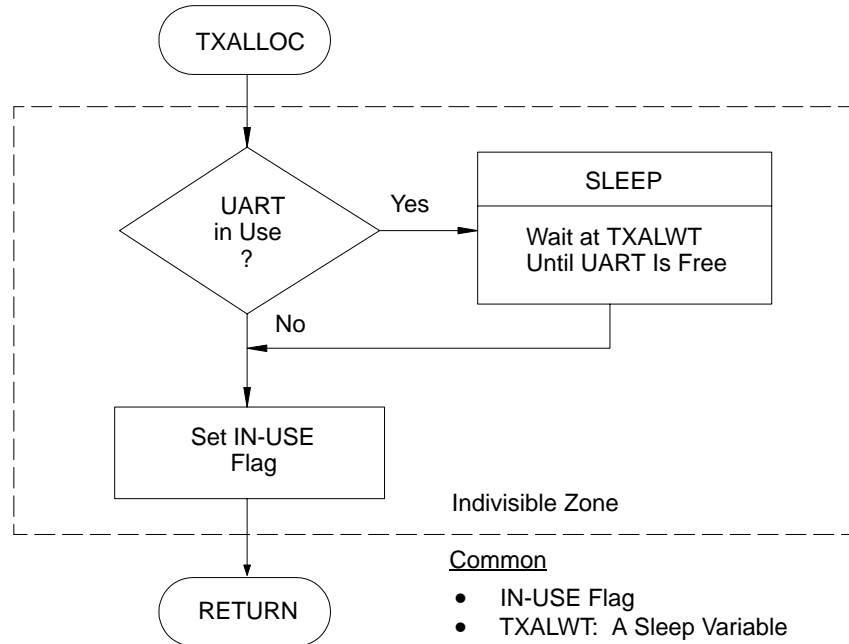 TXALLOC
UART
in Use
?
Yes
SLEEP
Wait at TXALWT
Until UART Is Free
No
Set IN-USE
Flag
Indivisible Zone
RETURN
Common
• IN-USE Flag
• TXALWT: A Sleep Variable